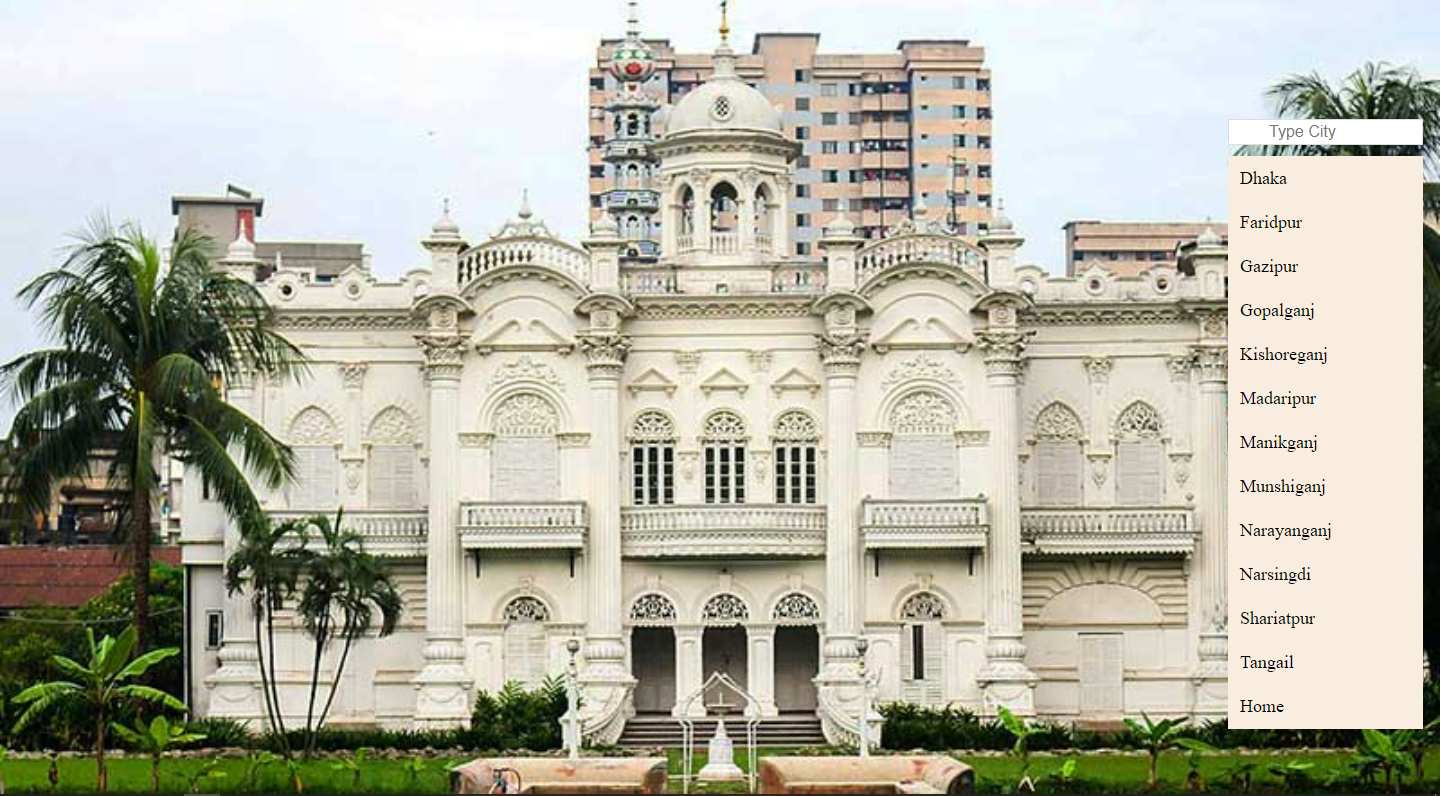 Type City
Dhaka
Faridpur
Gazipur
Gopalganj
Kishoreganj
Madaripur
Manikganj
Munshiganj
Narayanganj
Narsingdi
Shariatpur
Tangail
Home